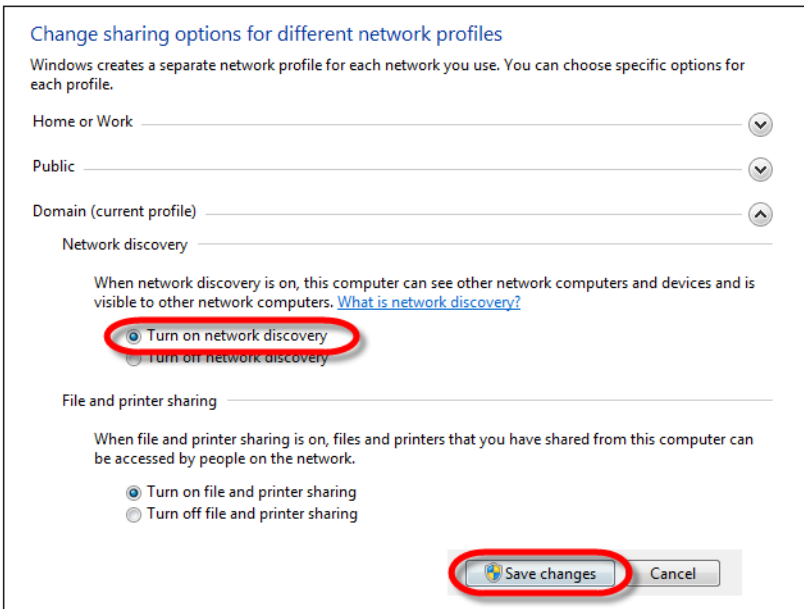 Change sharing options for different network profiles
Windows creates a separate network profile for each network you use. You can choose specific options for
each profile.
Home or Work
Public
Domain (current profile)
Network discovery
When network discovery is on, this computer can see other network computers and devices and is
visible to other network computers. What is network discovery?
Turn on network discovery
Turn off network discovery
File and printer sharing
When file and printer sharing is on, files and printers that you have shared from this computer can
be accessed by people on the network.
Turn on file and printer sharing
Turn off file and printer sharing
Save changes Cancel